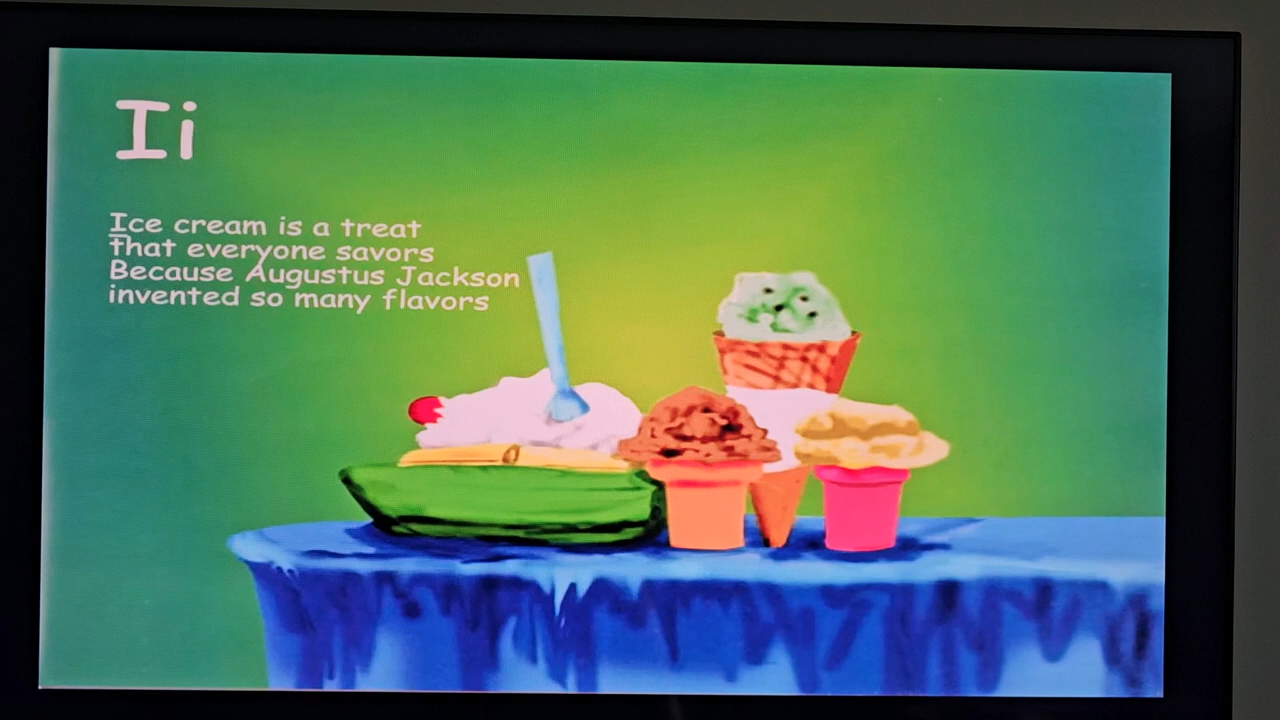 Ii
Ice cream is a treat
that everyone savors
Because Augustus Jackson
invented so many flavors